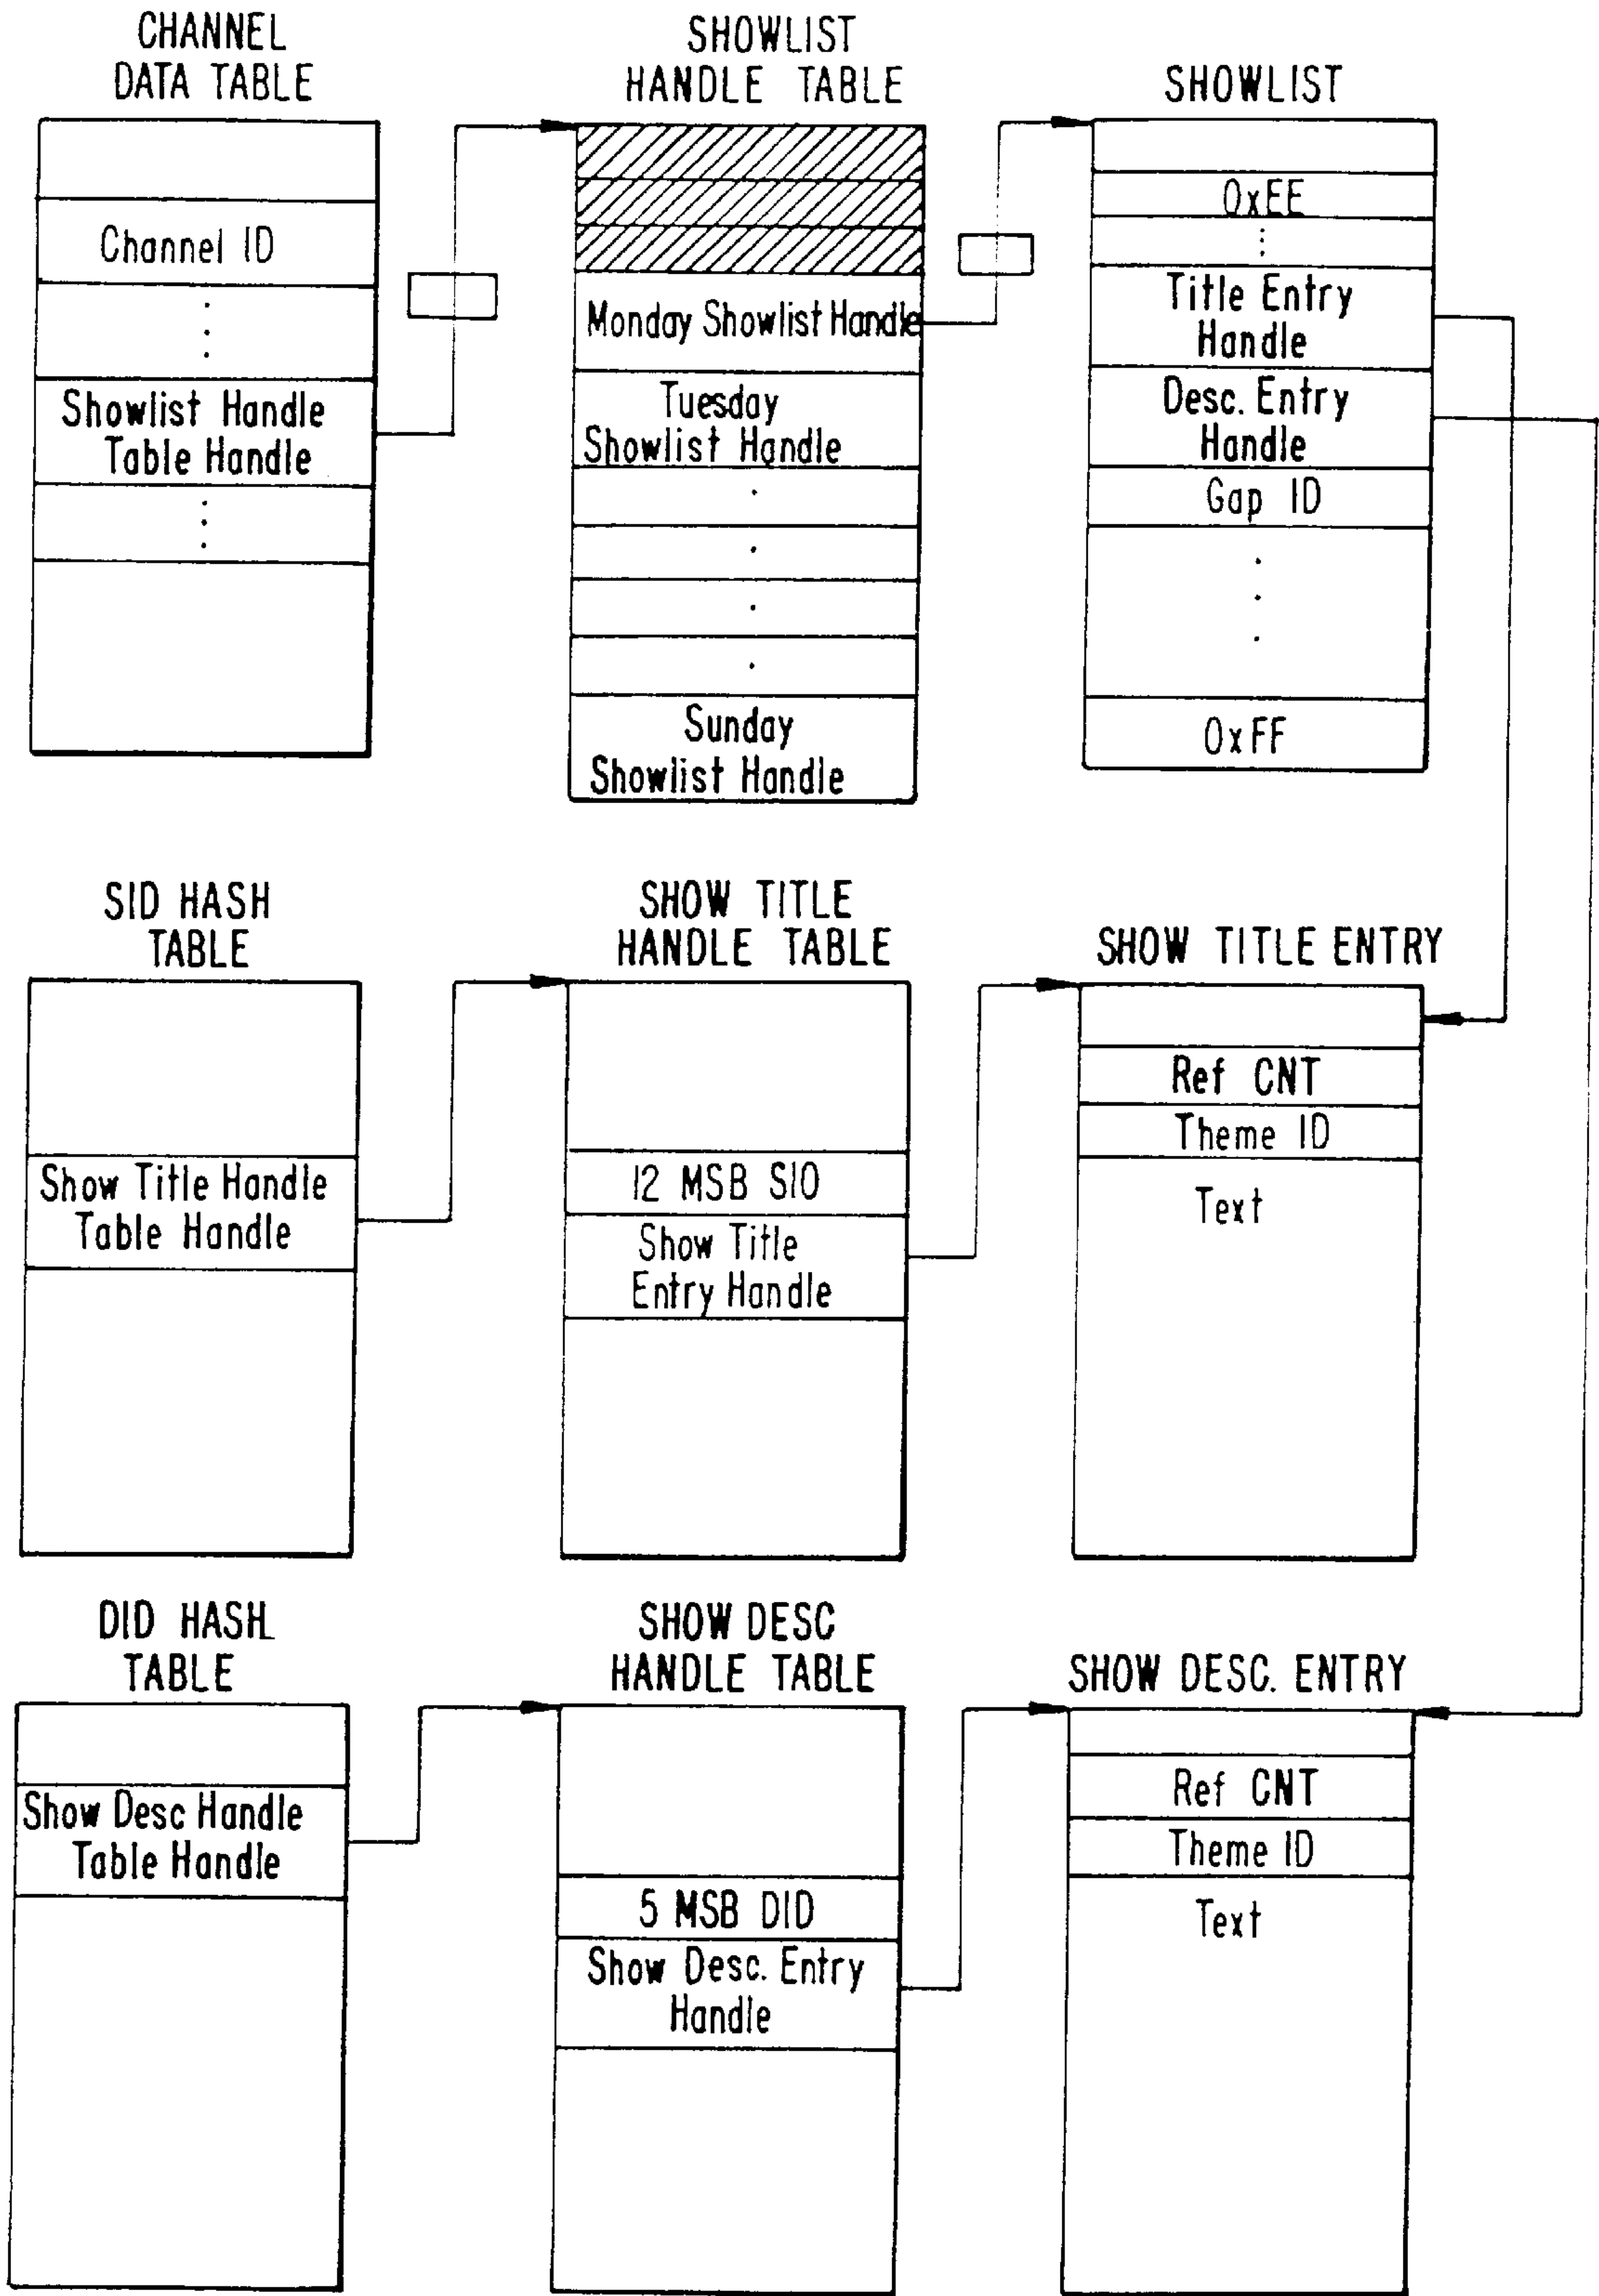 CHANNEL
DATA TABLE
Channel ID
Showlist Handle
Table Handle
SHOWLIST
HANDLE TABLE
Monday Showlist Handle
Tuesday
Showlist Handle
Sunday
Showlist Handle
SHOWLIST
0xEE
Title Entry
Handle
Desc. Entry
Handle
Gap ID
0xFF
SID HASH
TABLE
Show Title Handle
Table Handle
SHOW TITLE
HANDLE TABLE
12 MSB SIO
Show Title
Entry Handle
SHOW TITLE ENTRY
Ref CNT
Theme ID
Text
DID HASH
TABLE
Show Desc Handle
Table Handle
SHOW DESC
HANDLE TABLE
5 MSB DID
Show Desc. Entry
Handle
SHOW DESC. ENTRY
Ref CNT
Theme ID
Text